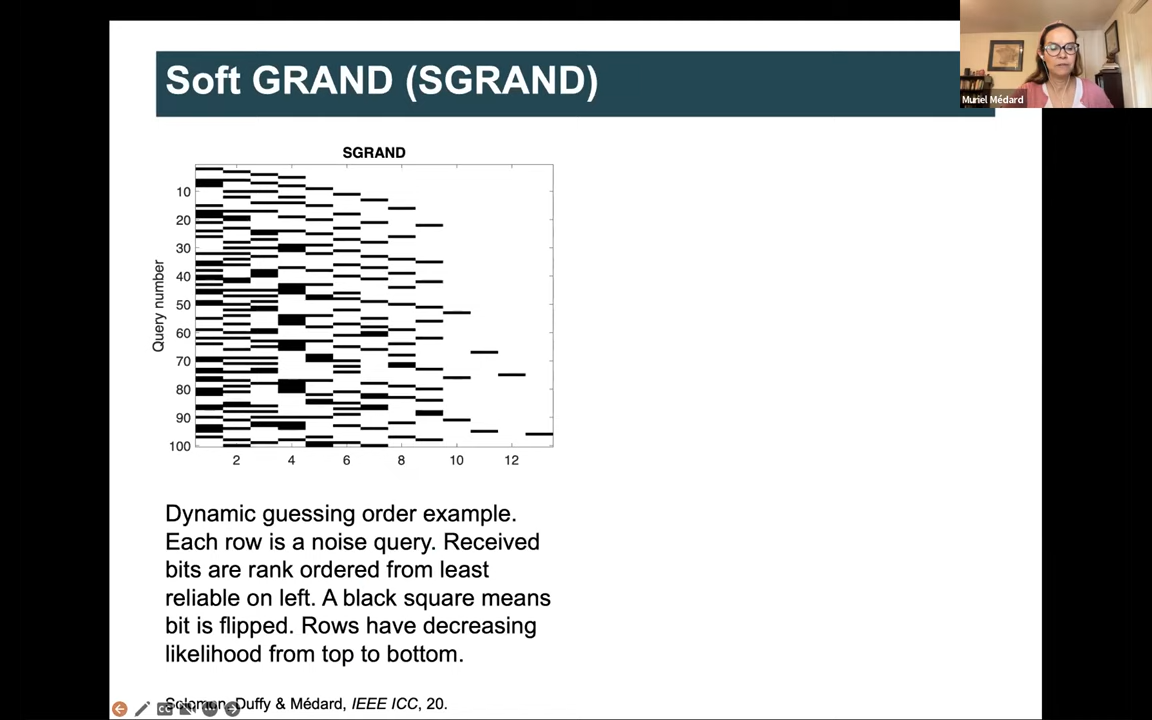 Soft GRAND (SGRAND)
Muriel Médard
SGRAND
10
20
30
40
50
60
70
80
90
100
Query number
2 4 6 8 10 12
Dynamic guessing order example.
Each row is a noise query. Received
bits are rank ordered from least
reliable on left. A black square means
bit is flipped. Rows have decreasing
likelihood from top to bottom.
Solomon, Duffy & Médard, IEEE ICC, 20.
CC